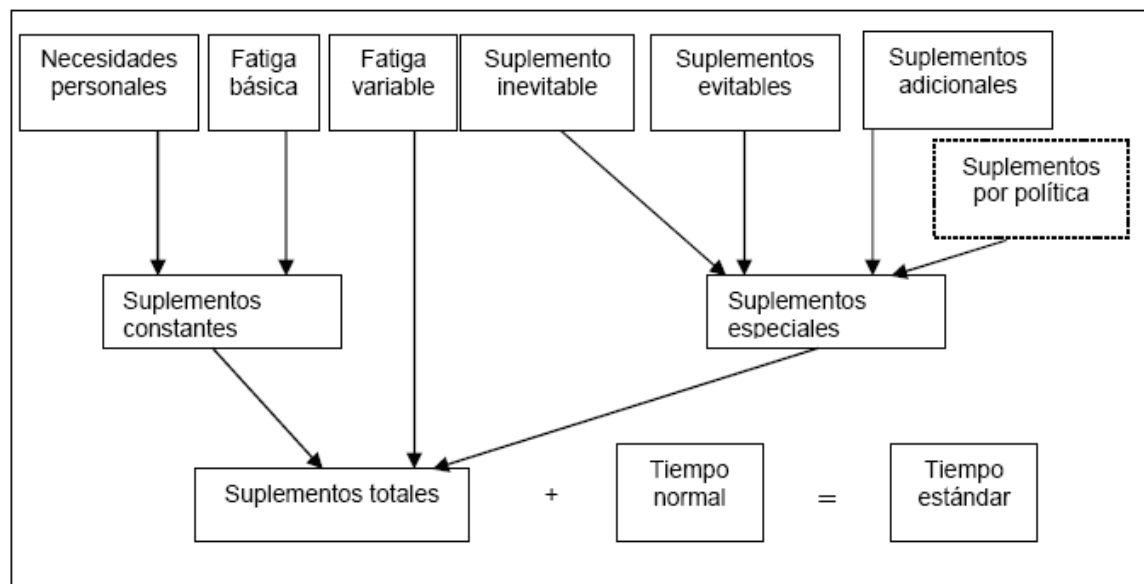 Necesidades
personales
Fatiga
básica
Fatiga
variable
Suplemento
inevitable
Suplementos
evitables
Suplementos
adicionales
Suplementos
por política
Suplementos
constantes
Suplementos
especiales
Suplementos totales
+
Tiempo
normal
=
Tiempo
estándar